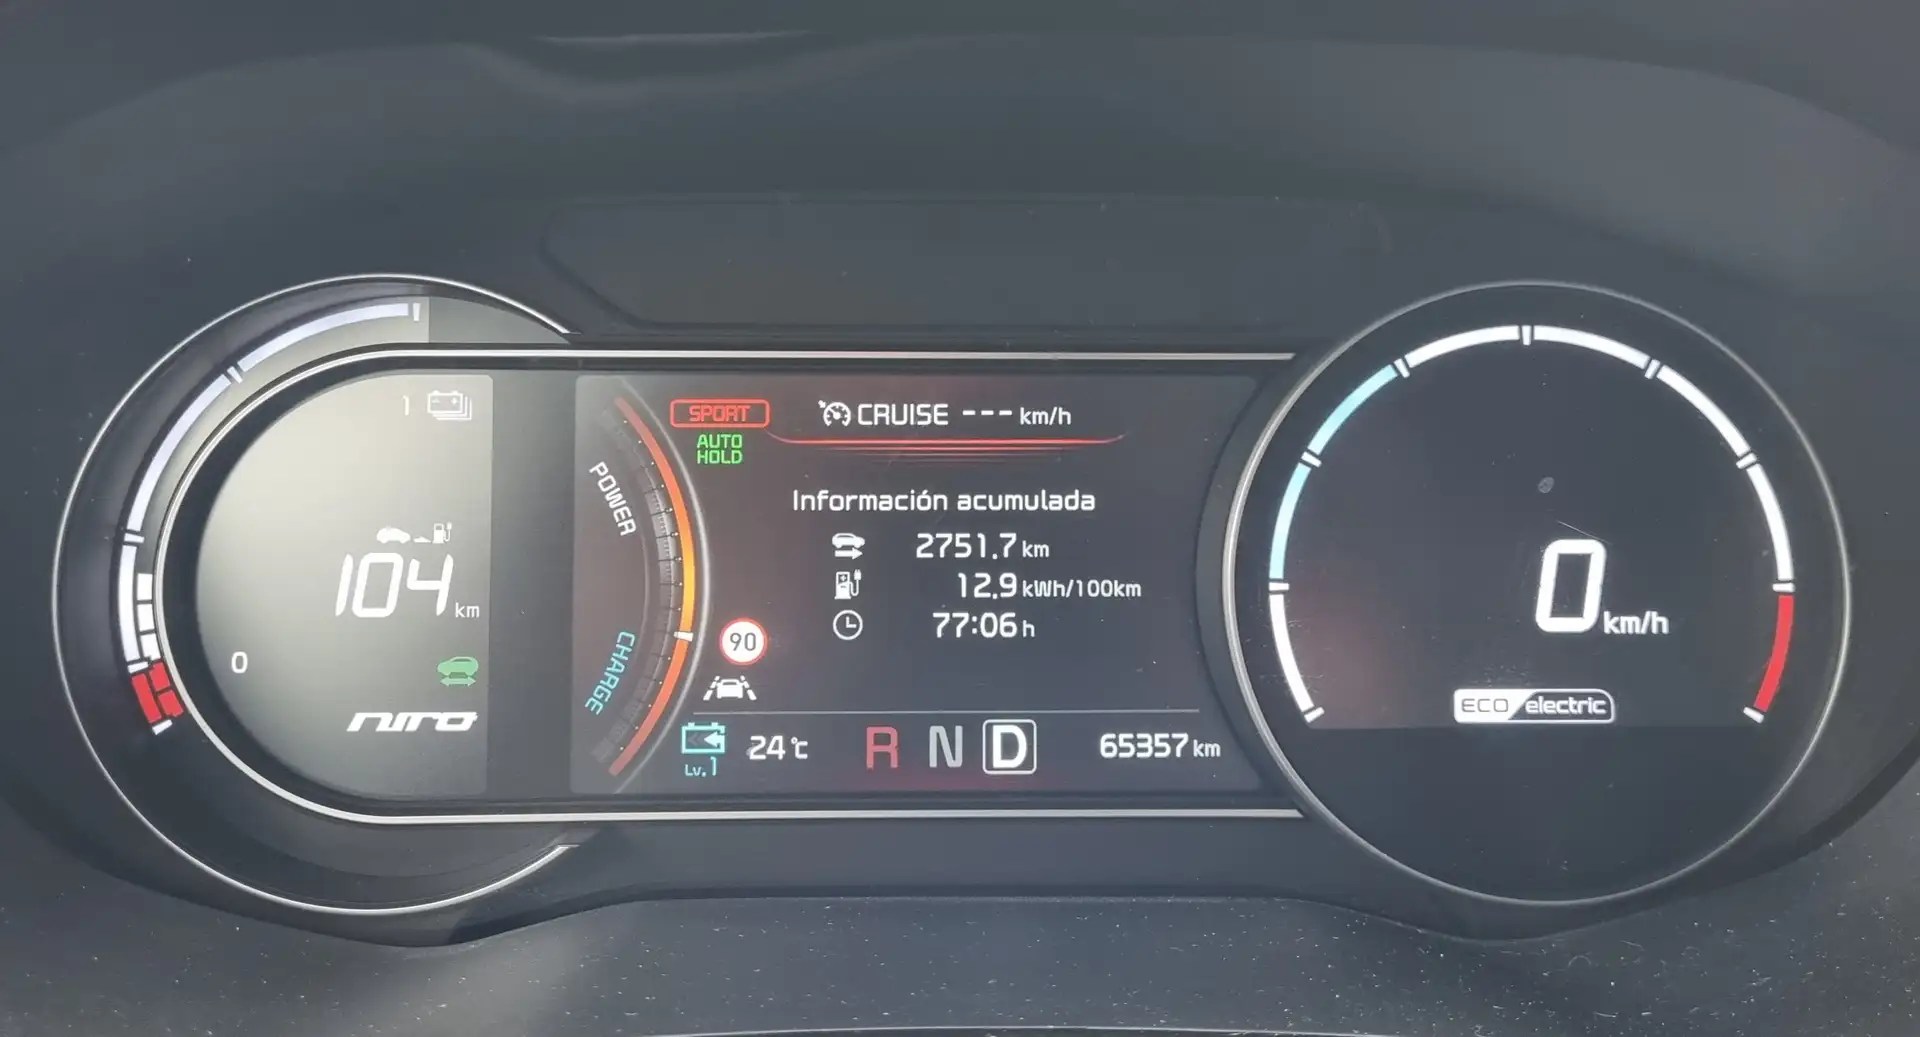 1
104 km
0
niro
POWER
CHARGE
SPORT
CRUISE --- km/h
AUTO
HOLD
Información acumulada
2751.7 km
12.9 kWh/100km
77:06 h
90
Lv.1
24°C
R N D
65357 km
0 km/h
ECO electric